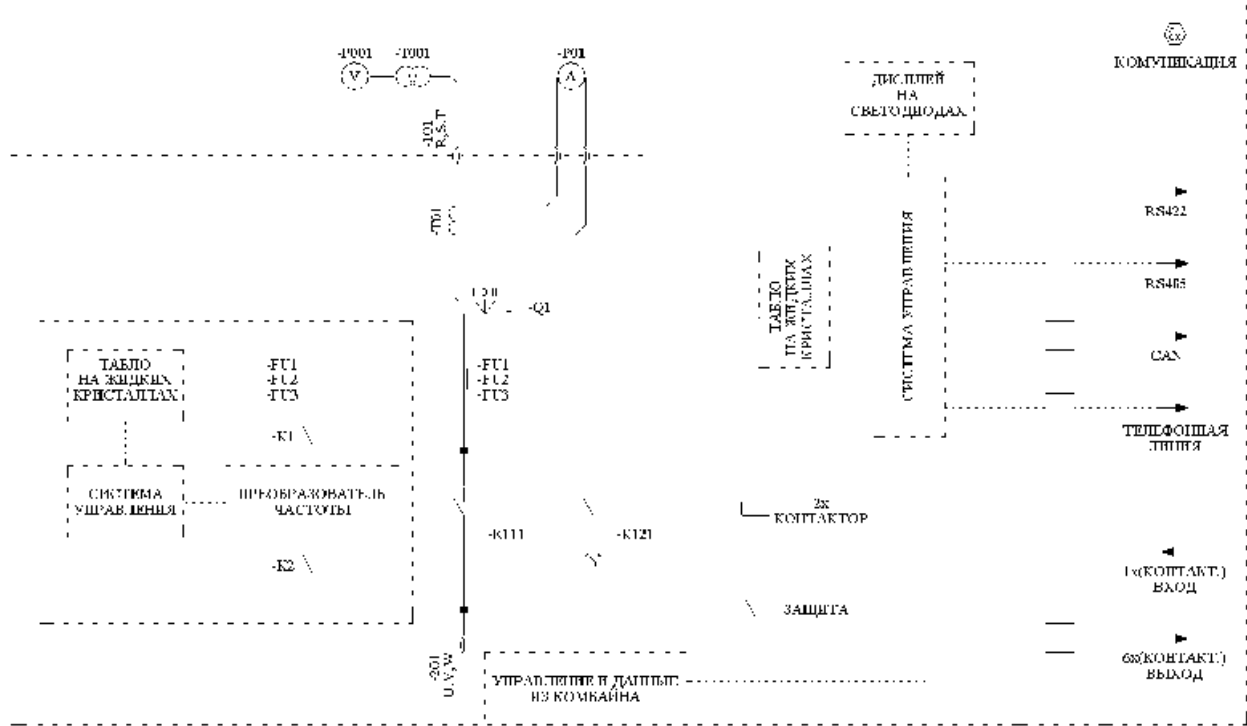 -P001 -T001 -P01
V
A
Ex
КОМУНИКАЦИЯ
ДИСПЛЕЙ
НА
СВЕТОДИОДАХ
-101
R,S,T
-T01
RS422
RS485
CAN
ТЕЛЕФОННАЯ
ЛИНИЯ
СИСТЕМА УПРАВЛЕНИЯ
ТАБЛО
НА ЖИДКИХ
КРИСТАЛЛАХ
-Q1
ТАБЛО
НА ЖИДКИХ
КРИСТАЛЛАХ
-FU1
-FU2
-FU3
-FU1
-FU2
-FU3
-K1
СИСТЕМА
УПРАВЛЕНИЯ
ПРЕОБРАЗОВАТЕЛЬ
ЧАСТОТЫ
-K2
-K111
-K121
2x
КОНТАКТОР
ЗАЩИТА
1x(КОНТАКТ.)
ВХОД
6x(КОНТАКТ.)
ВЫХОД
-201
U,V,W
УПРАВЛЕНИЕ И ДАННЫЕ
ИЗ КОМБАЙНА